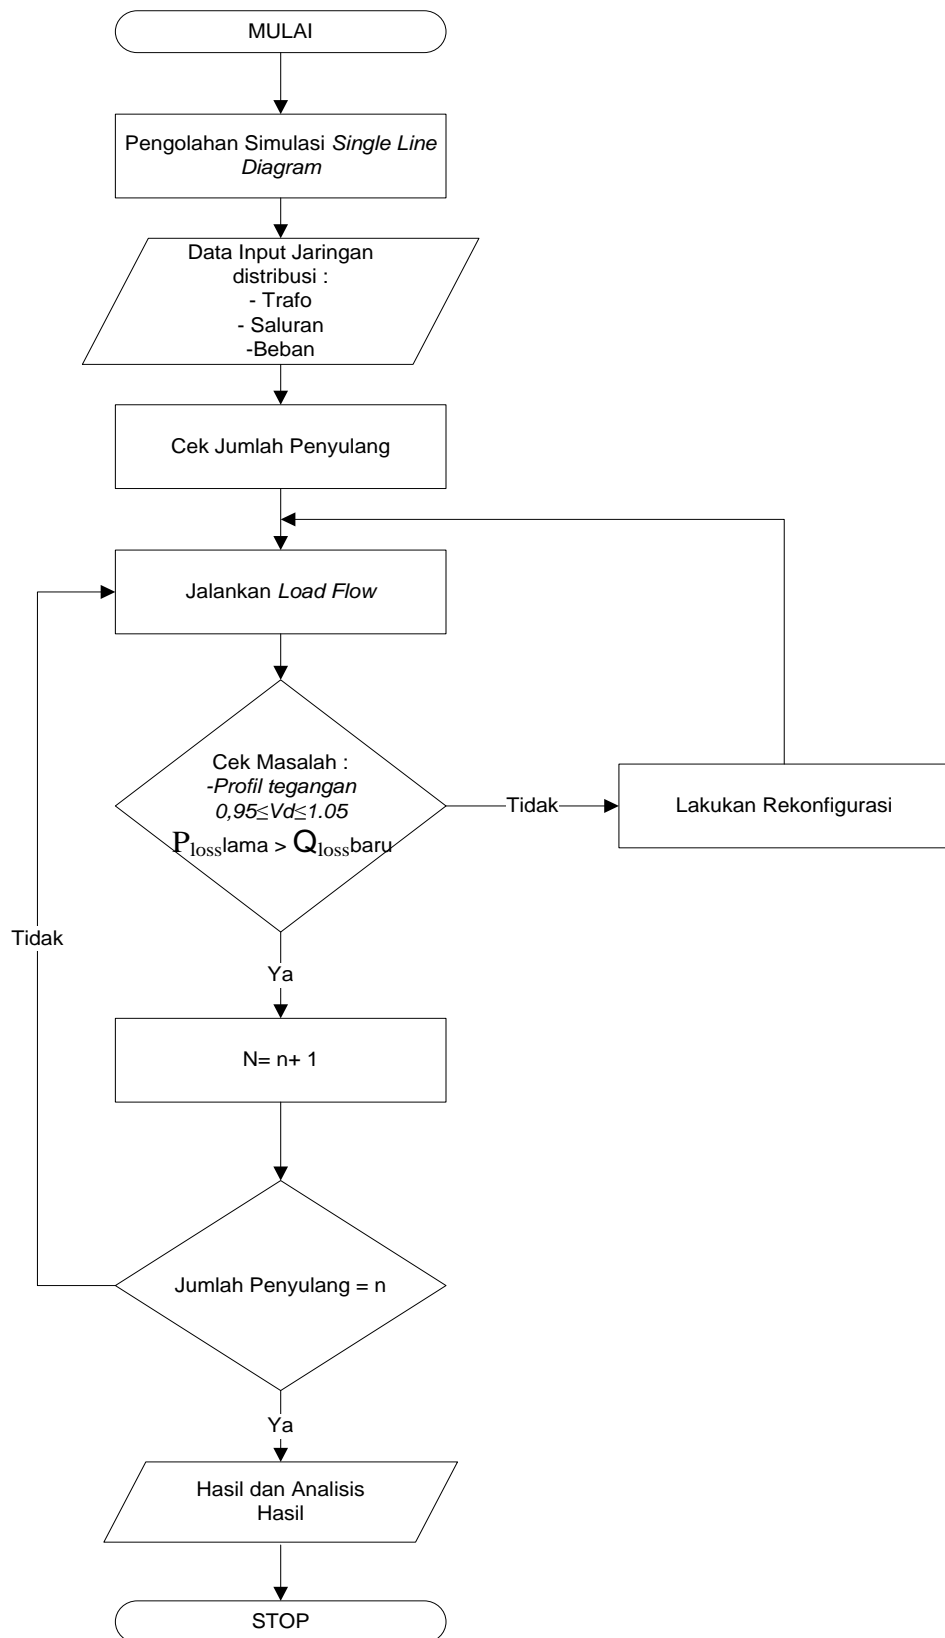 MULAI
Pengolahan Simulasi Single Line
Diagram
Data Input Jaringan
distribusi :
- Trafo
- Saluran
-Beban
Cek Jumlah Penyulang
Jalankan Load Flow
Cek Masalah :
-Profil tegangan
0,95≤Vd≤1.05
Plosslama > Qlossbaru
Tidak
Lakukan Rekonfigurasi
Tidak
Ya
N= n+ 1
Jumlah Penyulang = n
Ya
Hasil dan Analisis
Hasil
STOP